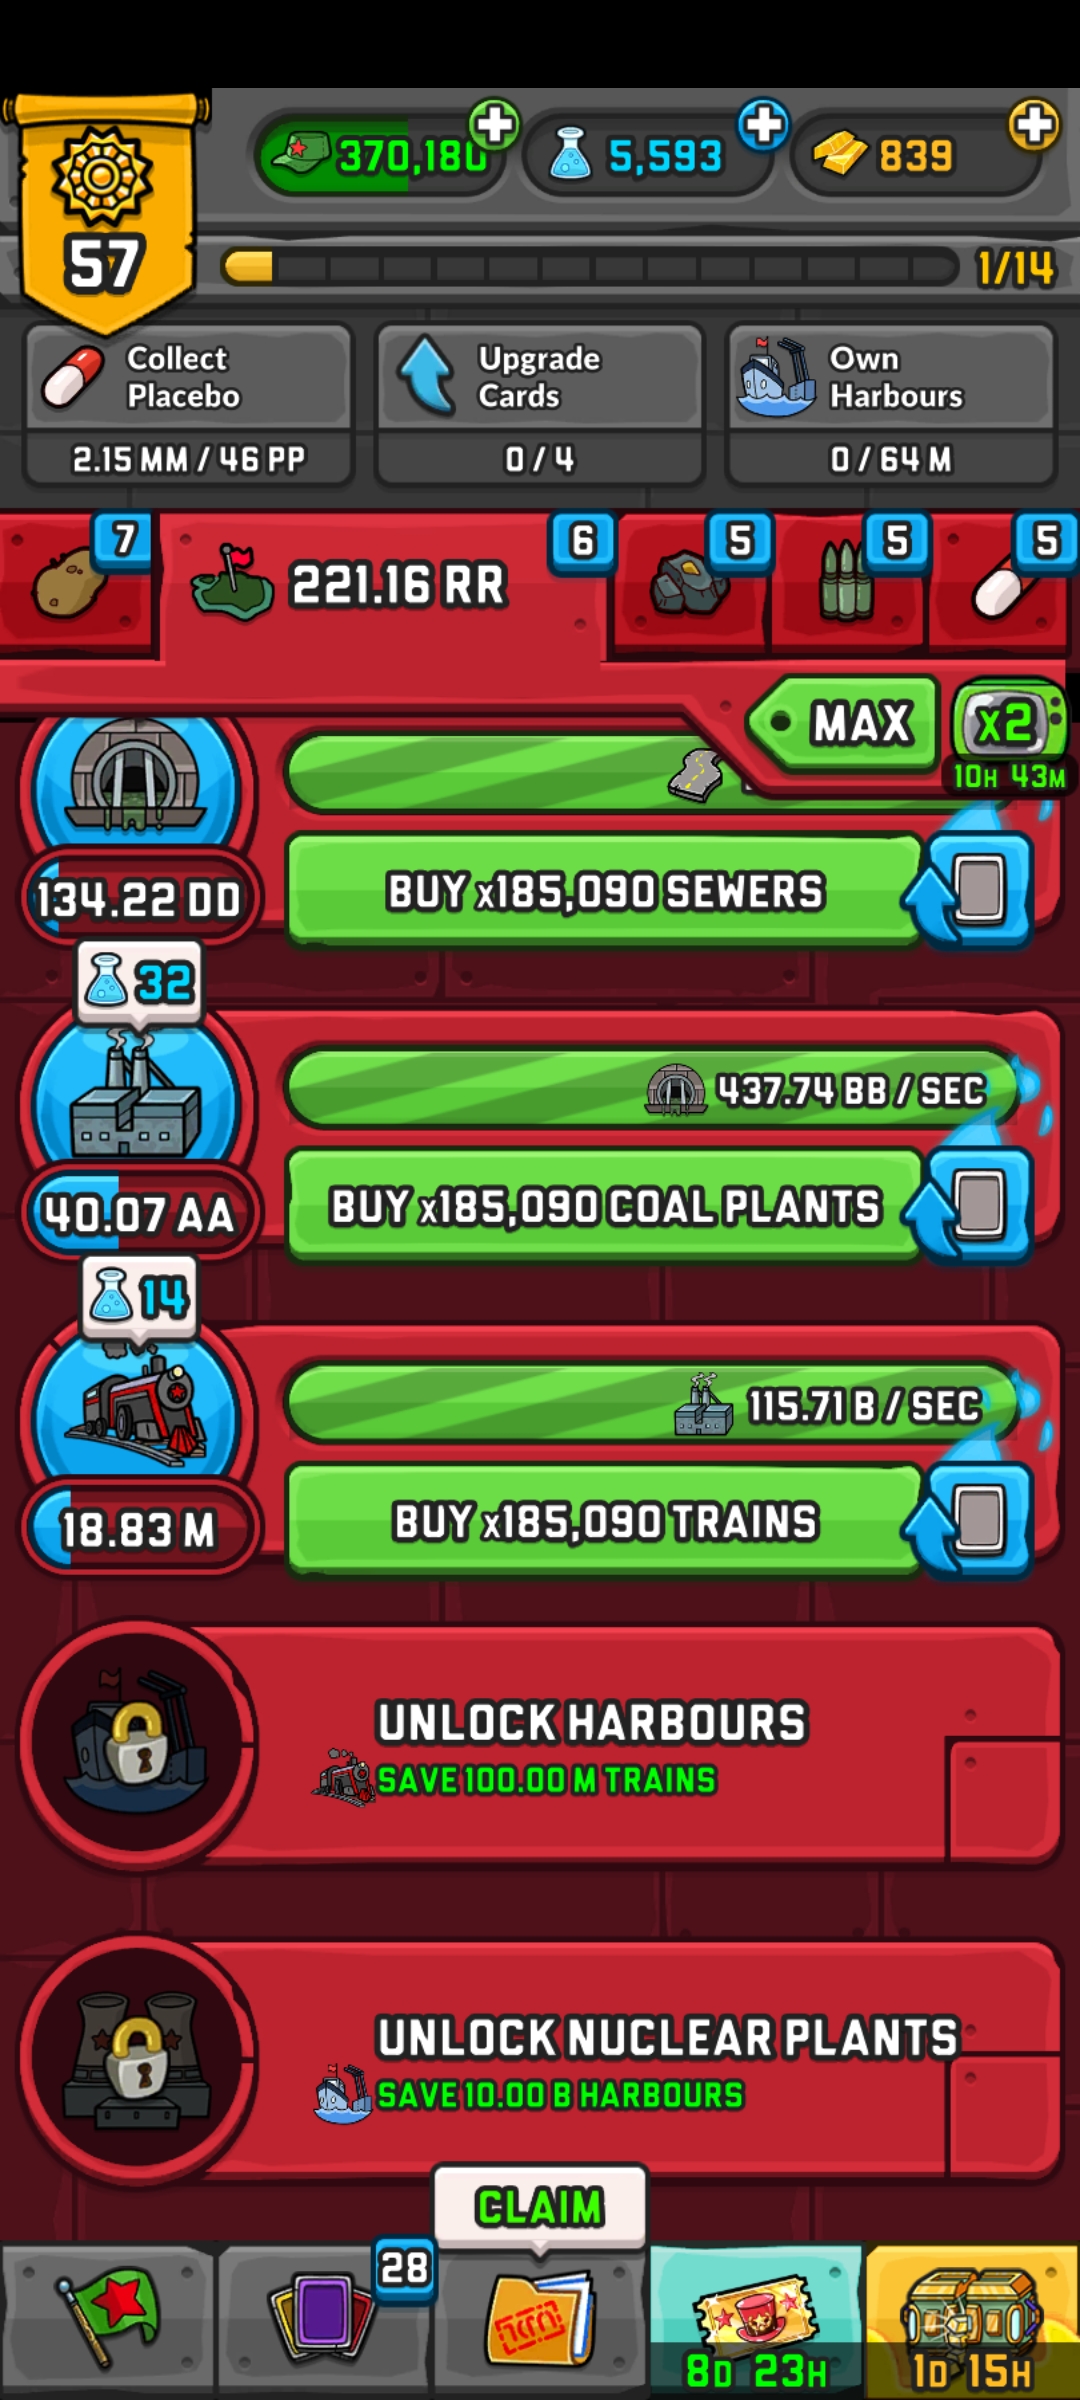 370,180
5,593
839
57
1/14
Collect
Placebo
2.15 MM / 46 PP
Upgrade
Cards
0 / 4
Own
Harbours
0 / 64 M
7
221.16 RR
6
5
5
5
MAX
x2
10H 43M
BUY x185,090 SEWERS
134.22 DD
32
437.74 BB / SEC
BUY x185,090 COAL PLANTS
40.07 AA
14
115.71 B / SEC
BUY x185,090 TRAINS
18.83 M
UNLOCK HARBOURS
SAVE 100.00 M TRAINS
UNLOCK NUCLEAR PLANTS
SAVE 10.00 B HARBOURS
CLAIM
28
8D 23H
1D 15H